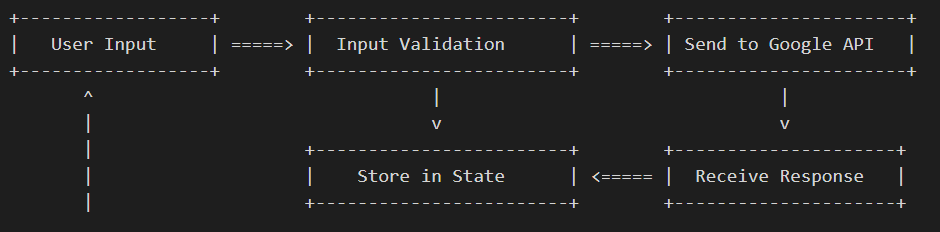 +------------------+        +------------------------+        +----------------------+
|   User Input     | =====> |  Input Validation      | =====> | Send to Google API   |
+------------------+        +------------------------+        +----------------------+
       ^                                |                                |
       |                                v                                v
       |                    +------------------------+        +---------------------+
       |                    |    Store in State      | <===== |  Receive Response   |
       |                    +------------------------+        +---------------------+